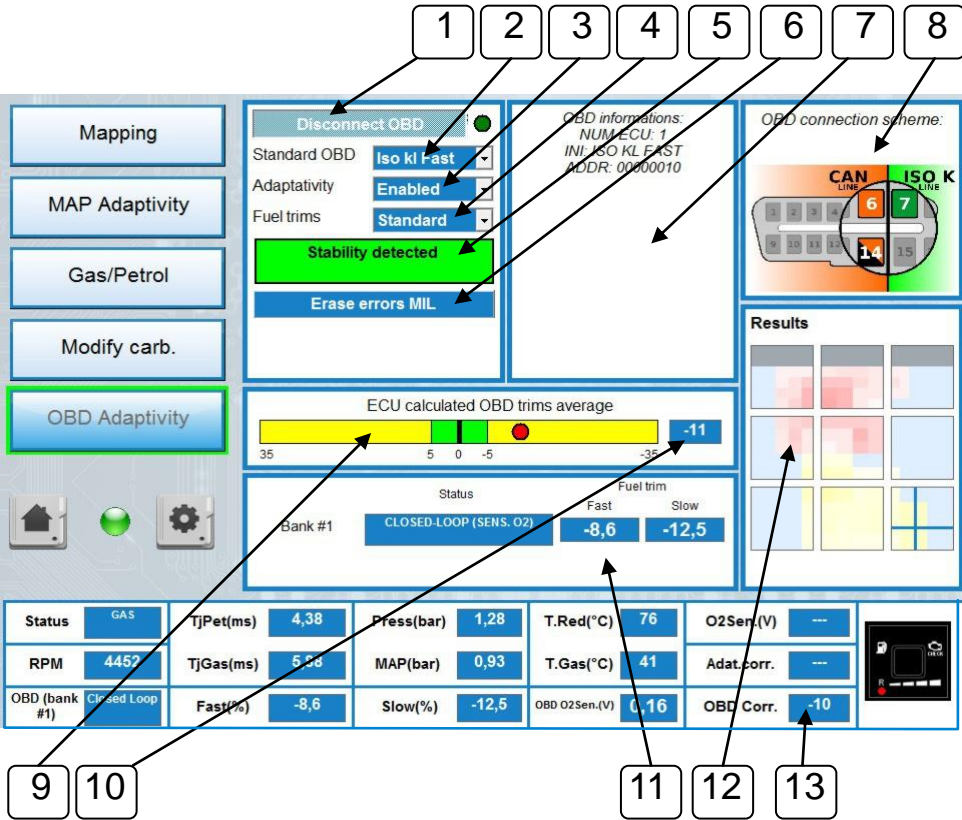 1 2 3 4 5 6 7 8
Mapping
MAP Adaptivity
Gas/Petrol
Modify carb.
OBD Adaptivity
Disconnect OBD
Standard OBD Iso kl Fast
Adaptativity Enabled
Fuel trims Standard
Stability detected
Erase errors MIL
OBD informations:
NUM ECU: 1
INI: ISO KL FAST
ADDR: 00000010
OBD connection scheme:
CAN ISO K
LINE LINE
1 2 3 4 6 7
9 10 11 12 14 15
Results
ECU calculated OBD trims average
-11
35 5 0 -5 -35
Status Fuel trim
Fast Slow
Bank #1 CLOSED-LOOP (SENS. O2) -8,6 -12,5
Status GAS TjPet(ms) 4,38 Press(bar) 1,28 T.Red(°C) 76 O2Sen.(V) ---
RPM 4452 TjGas(ms) 5,88 MAP(bar) 0,93 T.Gas(°C) 41 Adat.corr. ---
OBD (bank #1) Closed Loop Fast(%) -8,6 Slow(%) -12,5 OBD O2Sen.(V) 0,16 OBD Corr. -10
CHECK
R
9 10 11 12 13